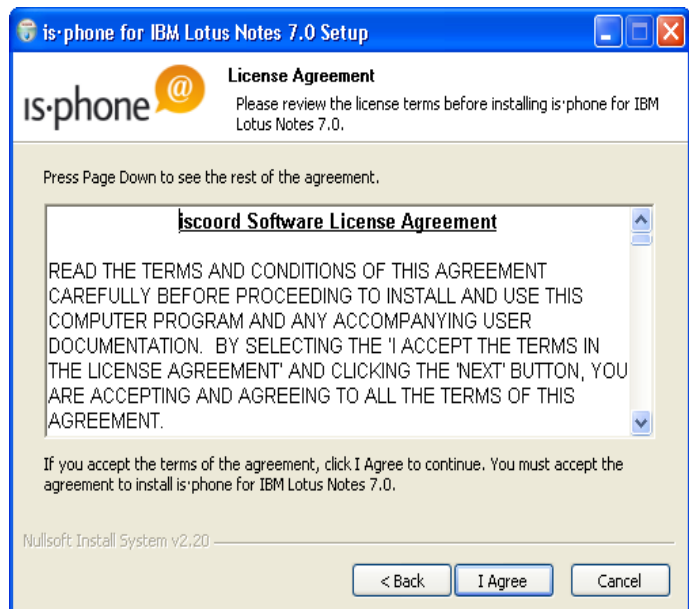 is·phone for IBM Lotus Notes 7.0 Setup
is·phone @
License Agreement
Please review the license terms before installing is·phone for IBM
Lotus Notes 7.0.
Press Page Down to see the rest of the agreement.
iscoord Software License Agreement
READ THE TERMS AND CONDITIONS OF THIS AGREEMENT
CAREFULLY BEFORE PROCEEDING TO INSTALL AND USE THIS
COMPUTER PROGRAM AND ANY ACCOMPANYING USER
DOCUMENTATION.  BY SELECTING THE 'I ACCEPT THE TERMS IN
THE LICENSE AGREEMENT' AND CLICKING THE 'NEXT' BUTTON, YOU
ARE ACCEPTING AND AGREEING TO ALL THE TERMS OF THIS
AGREEMENT.
If you accept the terms of the agreement, click I Agree to continue. You must accept the
agreement to install is·phone for IBM Lotus Notes 7.0.
Nullsoft Install System v2.20
< Back I Agree Cancel